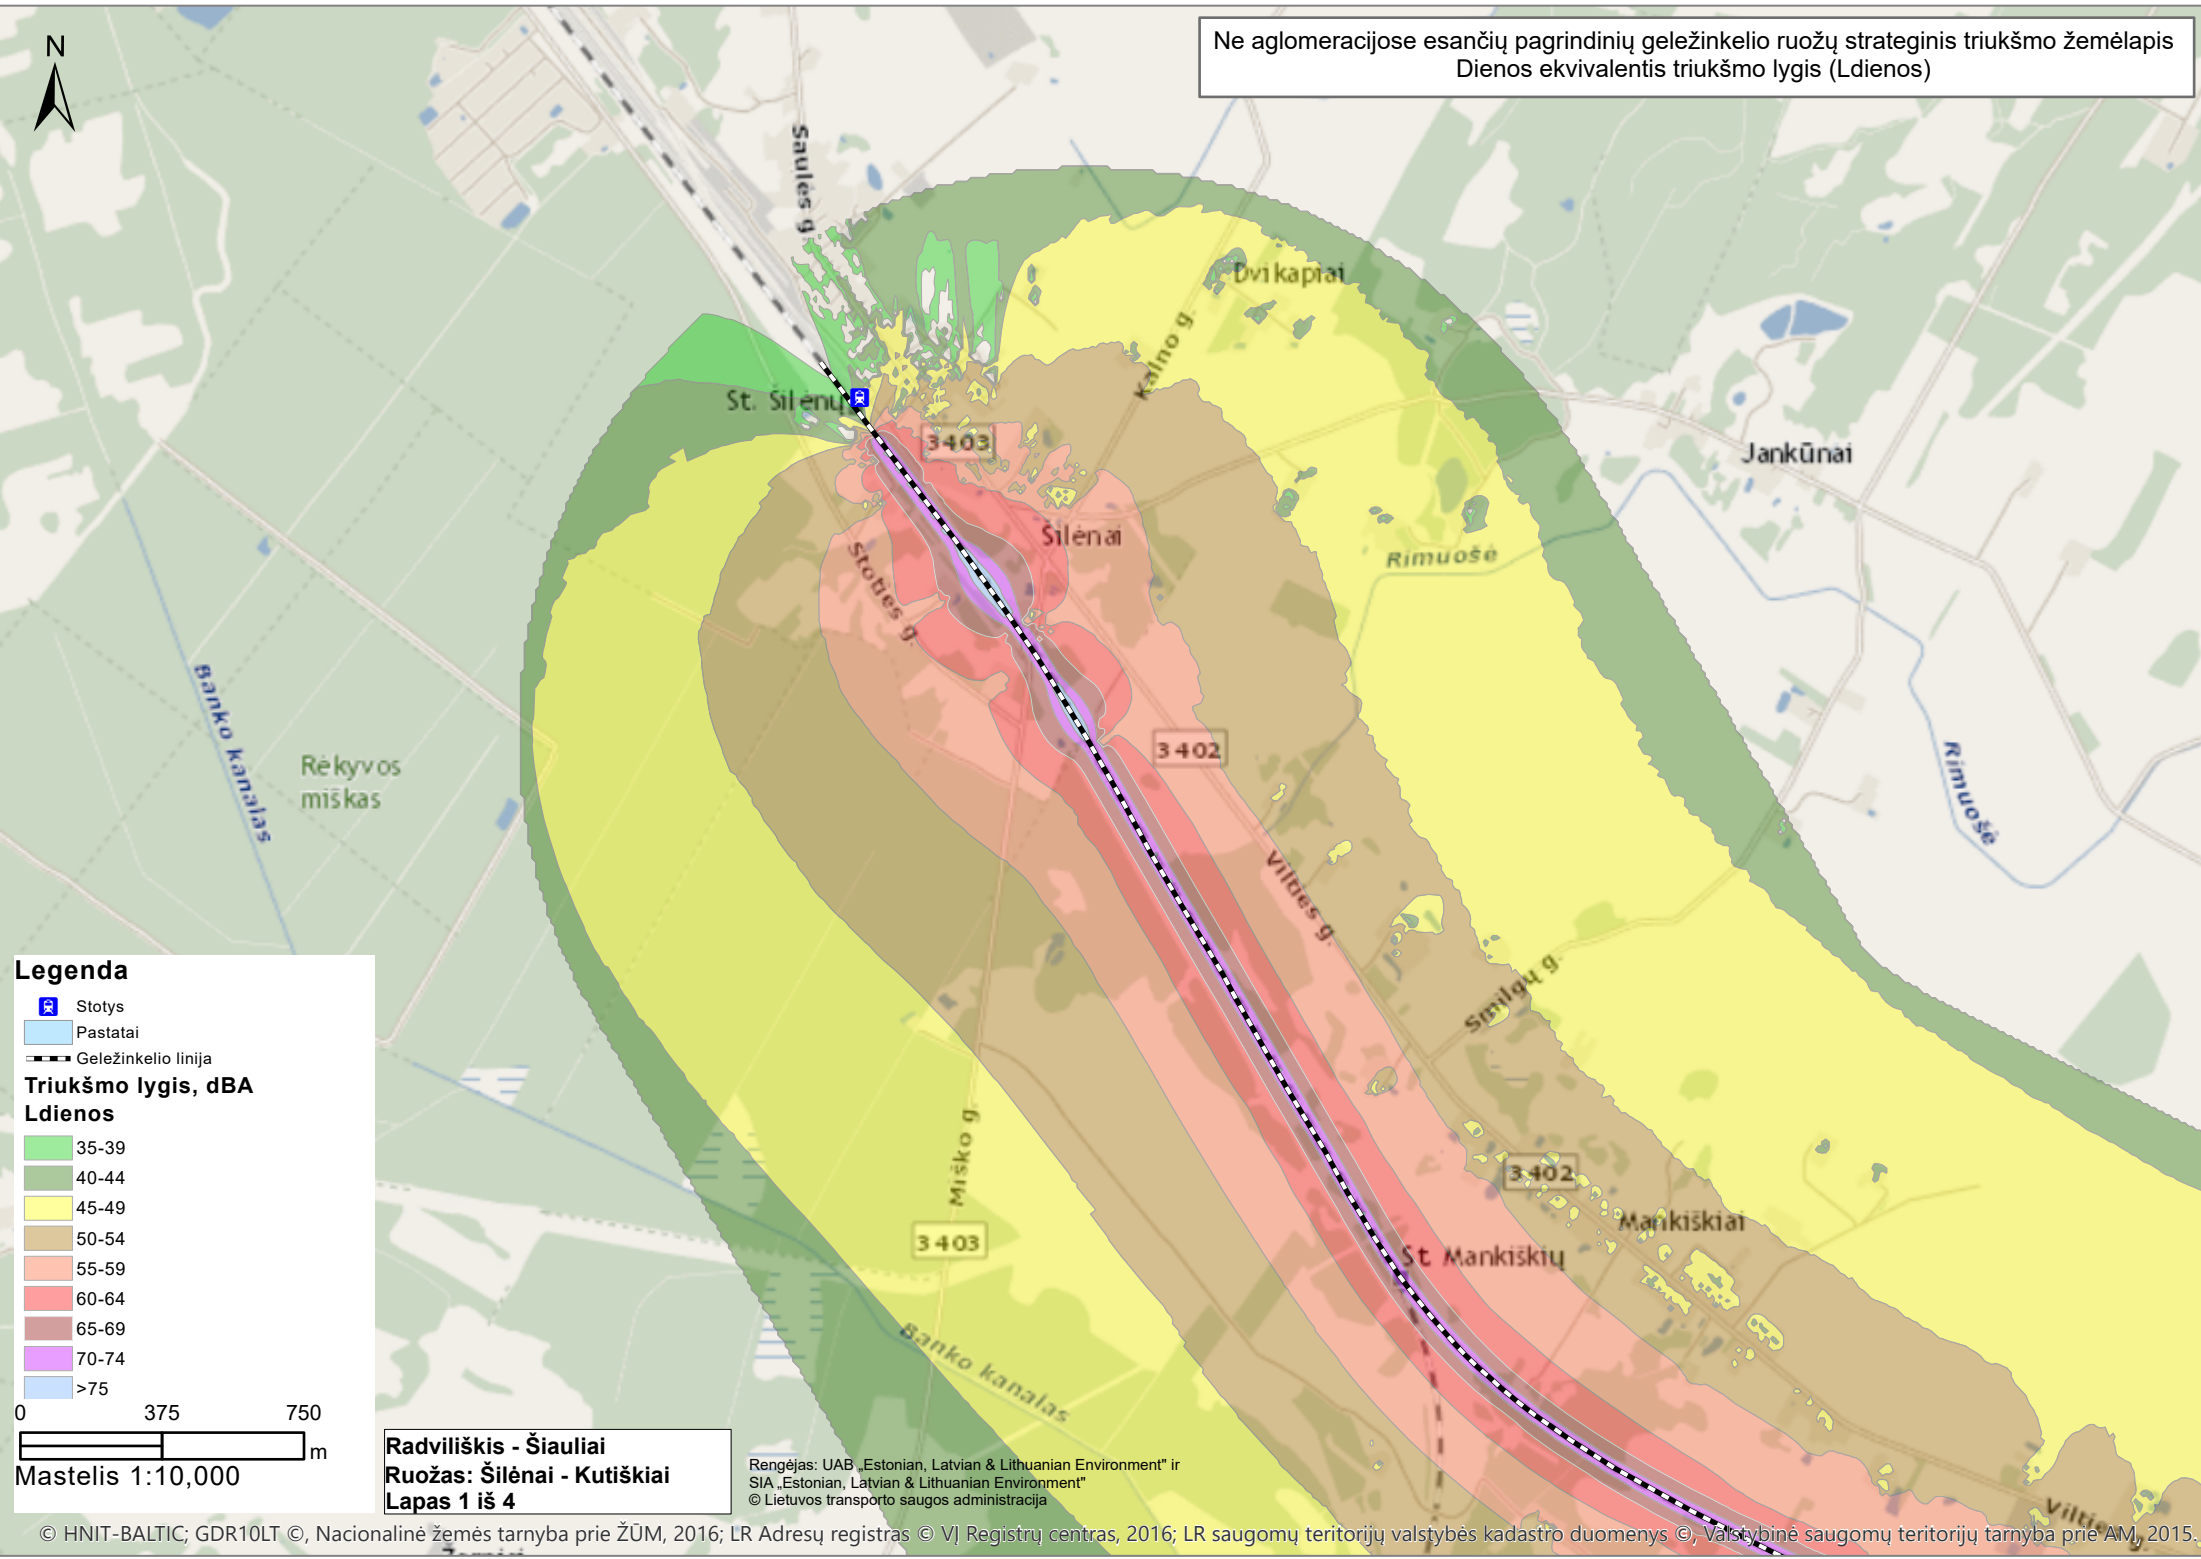 N
Ne aglomeracijose esančių pagrindinių geležinkelio ruožų strateginis triukšmo žemėlapis
Dienos ekvivalentis triukšmo lygis (Ldienos)
Saulės g.
Dvikapiai
Kalno g.
St. Šilėnų
3403
Jankūnai
Šilėnai
Rimuošė
Stoties g.
Banko kanalas
3402
Rėkyvos
miškas
Rimuošė
Vilties g.
Smilgų g.
Miško g.
3402
Mankiškiai
3403
St Mankiškių
Banko kanalas
Vilties g.
Legenda
Stotys
Pastatai
Geležinkelio linija
Triukšmo lygis, dBA
Ldienos
35-39
40-44
45-49
50-54
55-59
60-64
65-69
70-74
>75
0 375 750
m
Mastelis 1:10,000
Radviliškis - Šiauliai
Ruožas: Šilėnai - Kutiškiai
Lapas 1 iš 4
Rengėjas: UAB „Estonian, Latvian & Lithuanian Environment" ir
SIA „Estonian, Latvian & Lithuanian Environment"
© Lietuvos transporto saugos administracija
© HNIT-BALTIC; GDR10LT ©, Nacionalinė žemės tarnyba prie ŽŪM, 2016; LR Adresų registras © VĮ Registrų centras, 2016; LR saugomų teritorijų valstybės kadastro duomenys ©, Valstybinė saugomų teritorijų tarnyba prie AM, 2015.